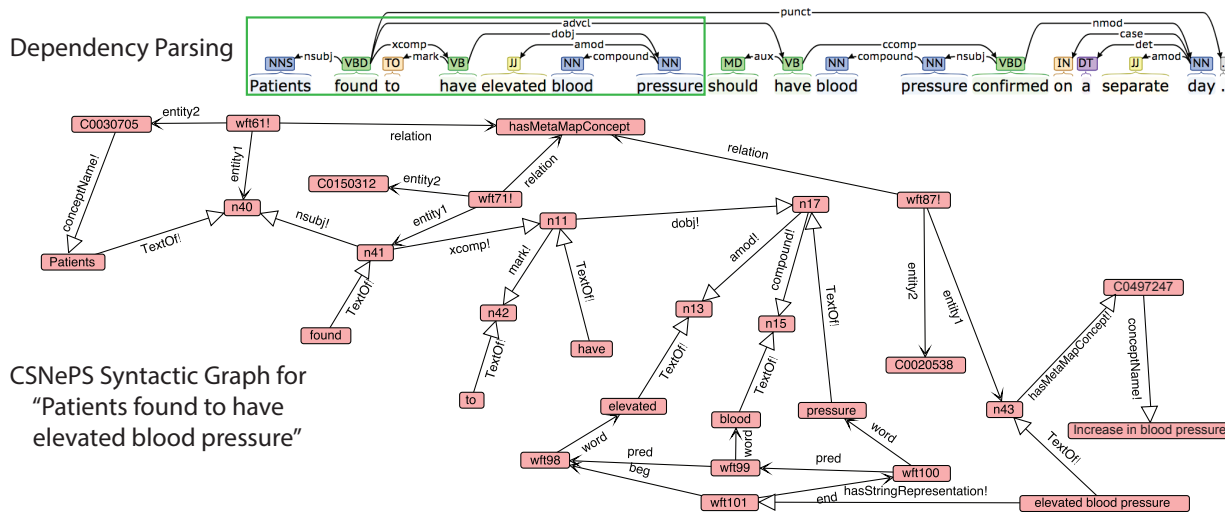 punct
advcl
nmod
dobj
case
Dependency Parsing
xcomp
amod
ccomp
det
NNS nsubj VBD TO mark VB JJ NN compound NN MD aux VB NN compound NN nsubj VBD IN DT JJ amod NN .
Patients found to have elevated blood pressure should have blood pressure confirmed on a separate day .
C0030705 entity2 wft61! hasMetaMapConcept
relation
relation
conceptName!
entity1
relation
C0150312 entity2
wft71!
wft87!
n40
entity1
n11
dobj!
n17
TextOf!
nsubj!
Patients
n41
xcomp!
mark!
TextOf!
amod!
compound!
TextOf!
entity2
entity1
C0497247
TextOf!
n42
n13
n15
hasMetaMapConcept!
conceptName!
found
have
TextOf!
TextOf!
TextOf!
C0020538
CSNePS Syntactic Graph for
“Patients found to have
elevated blood pressure”
to
elevated
blood
pressure
n43
Increase in blood pressure
word
word
word
TextOf!
wft98
pred
wft99
pred
wft100
beg
hasStringRepresentation!
wft101
end
elevated blood pressure